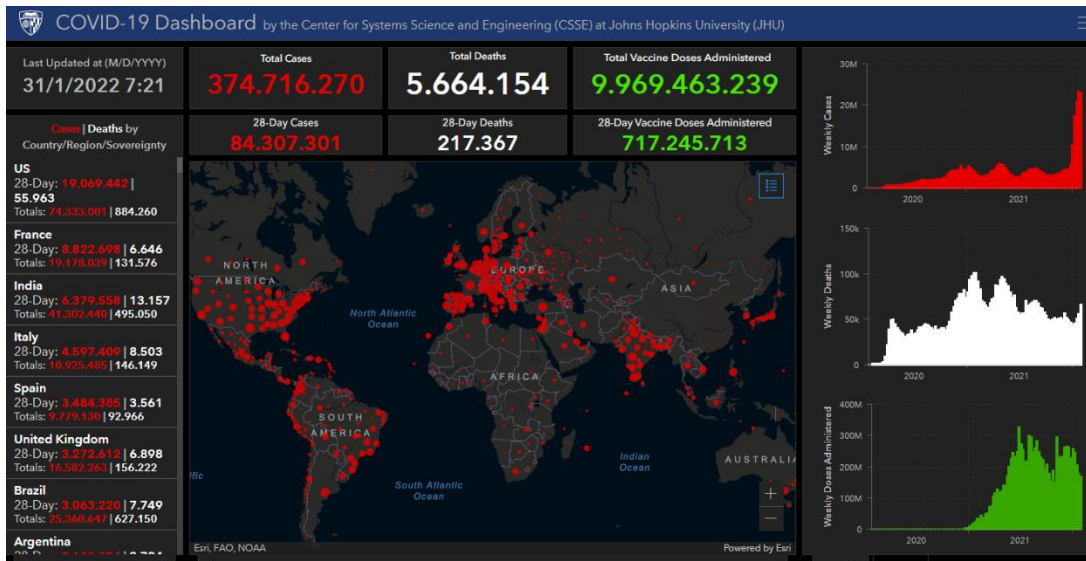 COVID-19 Dashboard by the Center for Systems Science and Engineering (CSSE) at Johns Hopkins University (JHU)
Last Updated at (M/D/YYYY)
31/1/2022 7:21
Total Cases
374.716.270
Total Deaths
5.664.154
Total Vaccine Doses Administered
9.969.463.239
28-Day Cases
84.307.301
28-Day Deaths
217.367
28-Day Vaccine Doses Administered
717.245.713
Cases | Deaths by
Country/Region/Sovereignty
US
28-Day: 19.069.442 |
55.963
Totals: 74.333.001 | 884.260
France
28-Day: 8.822.698 | 6.646
Totals: 19.178.039 | 131.576
India
28-Day: 6.379.558 | 13.157
Totals: 41.302.440 | 495.050
Italy
28-Day: 4.597.409 | 8.503
Totals: 10.925.485 | 146.149
Spain
28-Day: 3.484.385 | 3.561
Totals: 9.779.130 | 92.966
United Kingdom
28-Day: 3.272.612 | 6.898
Totals: 16.582.263 | 156.222
Brazil
28-Day: 3.063.220 | 7.749
Totals: 25.360.647 | 627.150
Argentina
NORTH
AMERICA
EUROPE
ASIA
North Atlantic
Ocean
AFRICA
SOUTH
AMERICA
Indian
Ocean
AUSTRALI
ific
South Atlantic
Ocean
+
−
Esri, FAO, NOAA
Powered by Esri
Weekly Cases
30M
20M
10M
0
2020
2021
Weekly Deaths
150k
100k
50k
0
2020
2021
Weekly Doses Administered
400M
300M
200M
100M
0
2020
2021